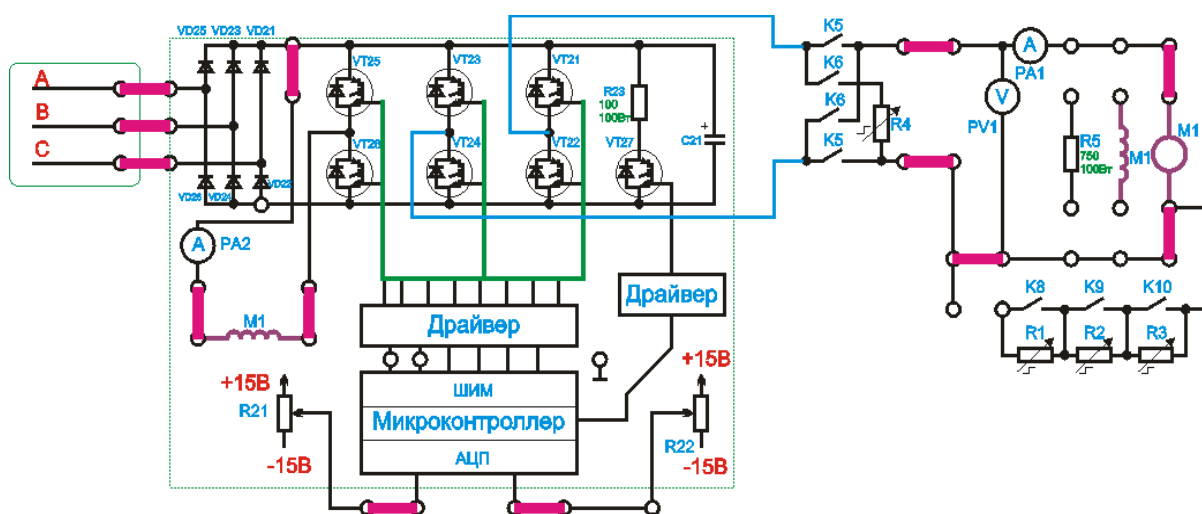 VD25 VD23 VD21
A
B
C
VD26 VD24 VD22
VT25
VT23
VT21
VT26
VT24
VT22
R23
100
100Вт
VT27
+
C21
A
PA2
M1
Драйвер
Драйвер
ШИМ
Микроконтроллер
АЦП
+15В
R21
-15В
+15В
R22
-15В
K5
K6
K6
K5
R4
A
PA1
V
PV1
R5
750
100Вт
M1
M1
K8
K9
K10
R1
R2
R3